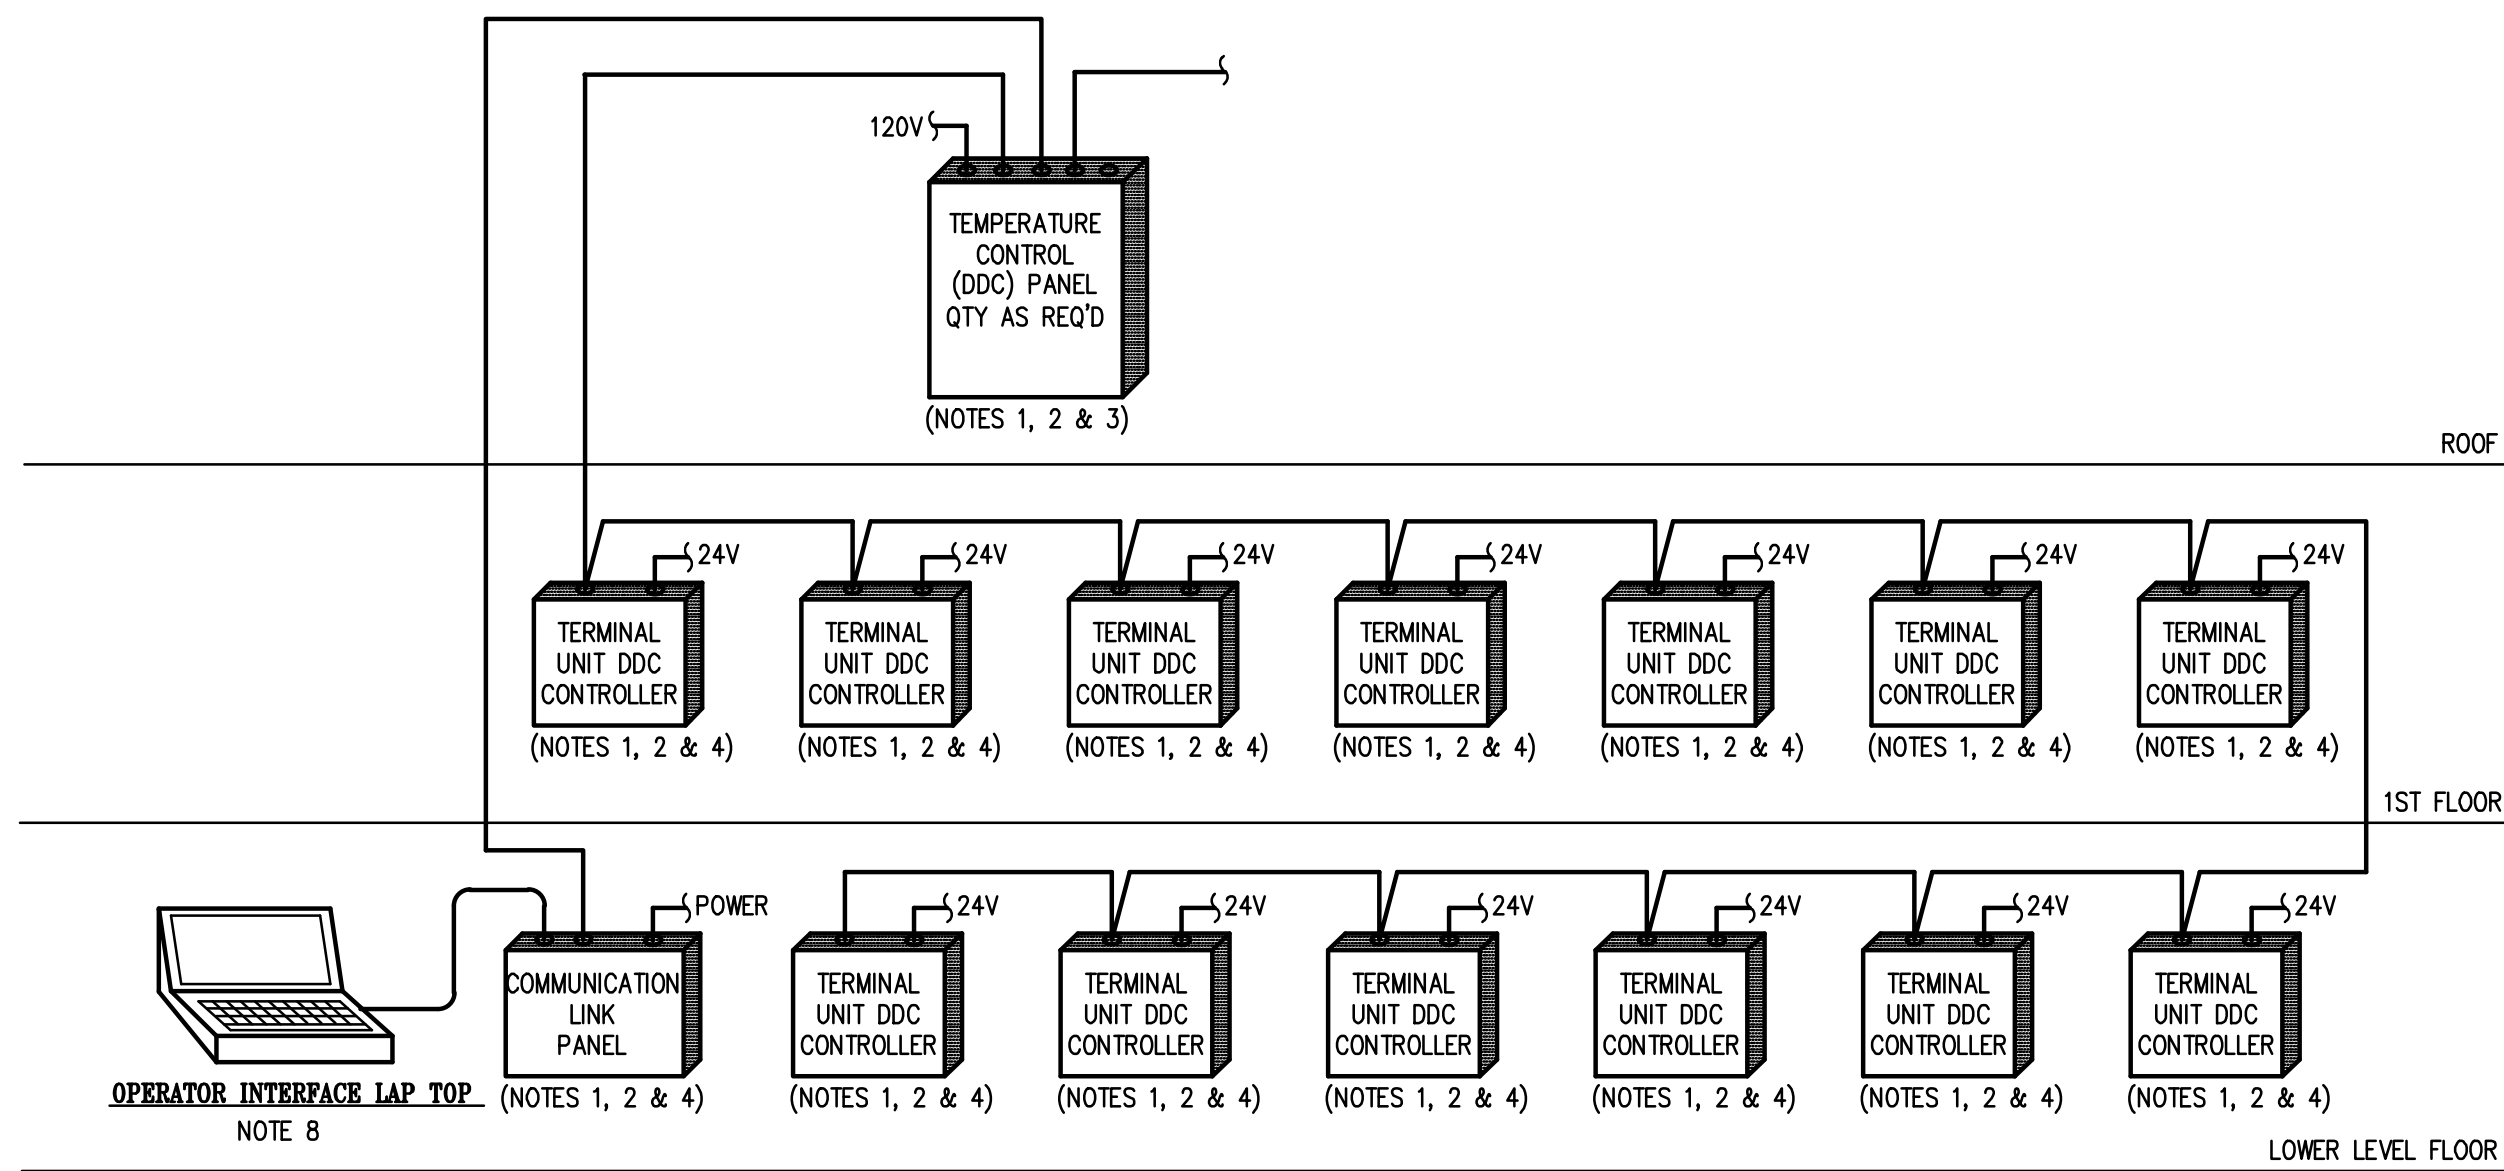 120V
TEMPERATURE
CONTROL
(DDC) PANEL
QTY AS REQ'D
(NOTES 1, 2 & 3)
ROOF
24V
24V
24V
24V
24V
24V
24V
TERMINAL
UNIT DDC
CONTROLLER
(NOTES 1, 2 & 4)
TERMINAL
UNIT DDC
CONTROLLER
(NOTES 1, 2 & 4)
TERMINAL
UNIT DDC
CONTROLLER
(NOTES 1, 2 & 4)
TERMINAL
UNIT DDC
CONTROLLER
(NOTES 1, 2 & 4)
TERMINAL
UNIT DDC
CONTROLLER
(NOTES 1, 2 & 4)
TERMINAL
UNIT DDC
CONTROLLER
(NOTES 1, 2 & 4)
TERMINAL
UNIT DDC
CONTROLLER
(NOTES 1, 2 & 4)
1ST FLOOR
POWER
24V
24V
24V
24V
24V
24V
OPERATOR INTERFACE LAP TOP
NOTE 8
COMMUNICATION
LINK
PANEL
(NOTES 1, 2 & 4)
TERMINAL
UNIT DDC
CONTROLLER
(NOTES 1, 2 & 4)
TERMINAL
UNIT DDC
CONTROLLER
(NOTES 1, 2 & 4)
TERMINAL
UNIT DDC
CONTROLLER
(NOTES 1, 2 & 4)
TERMINAL
UNIT DDC
CONTROLLER
(NOTES 1, 2 & 4)
TERMINAL
UNIT DDC
CONTROLLER
(NOTES 1, 2 & 4)
TERMINAL
UNIT DDC
CONTROLLER
(NOTES 1, 2 & 4)
LOWER LEVEL FLOOR